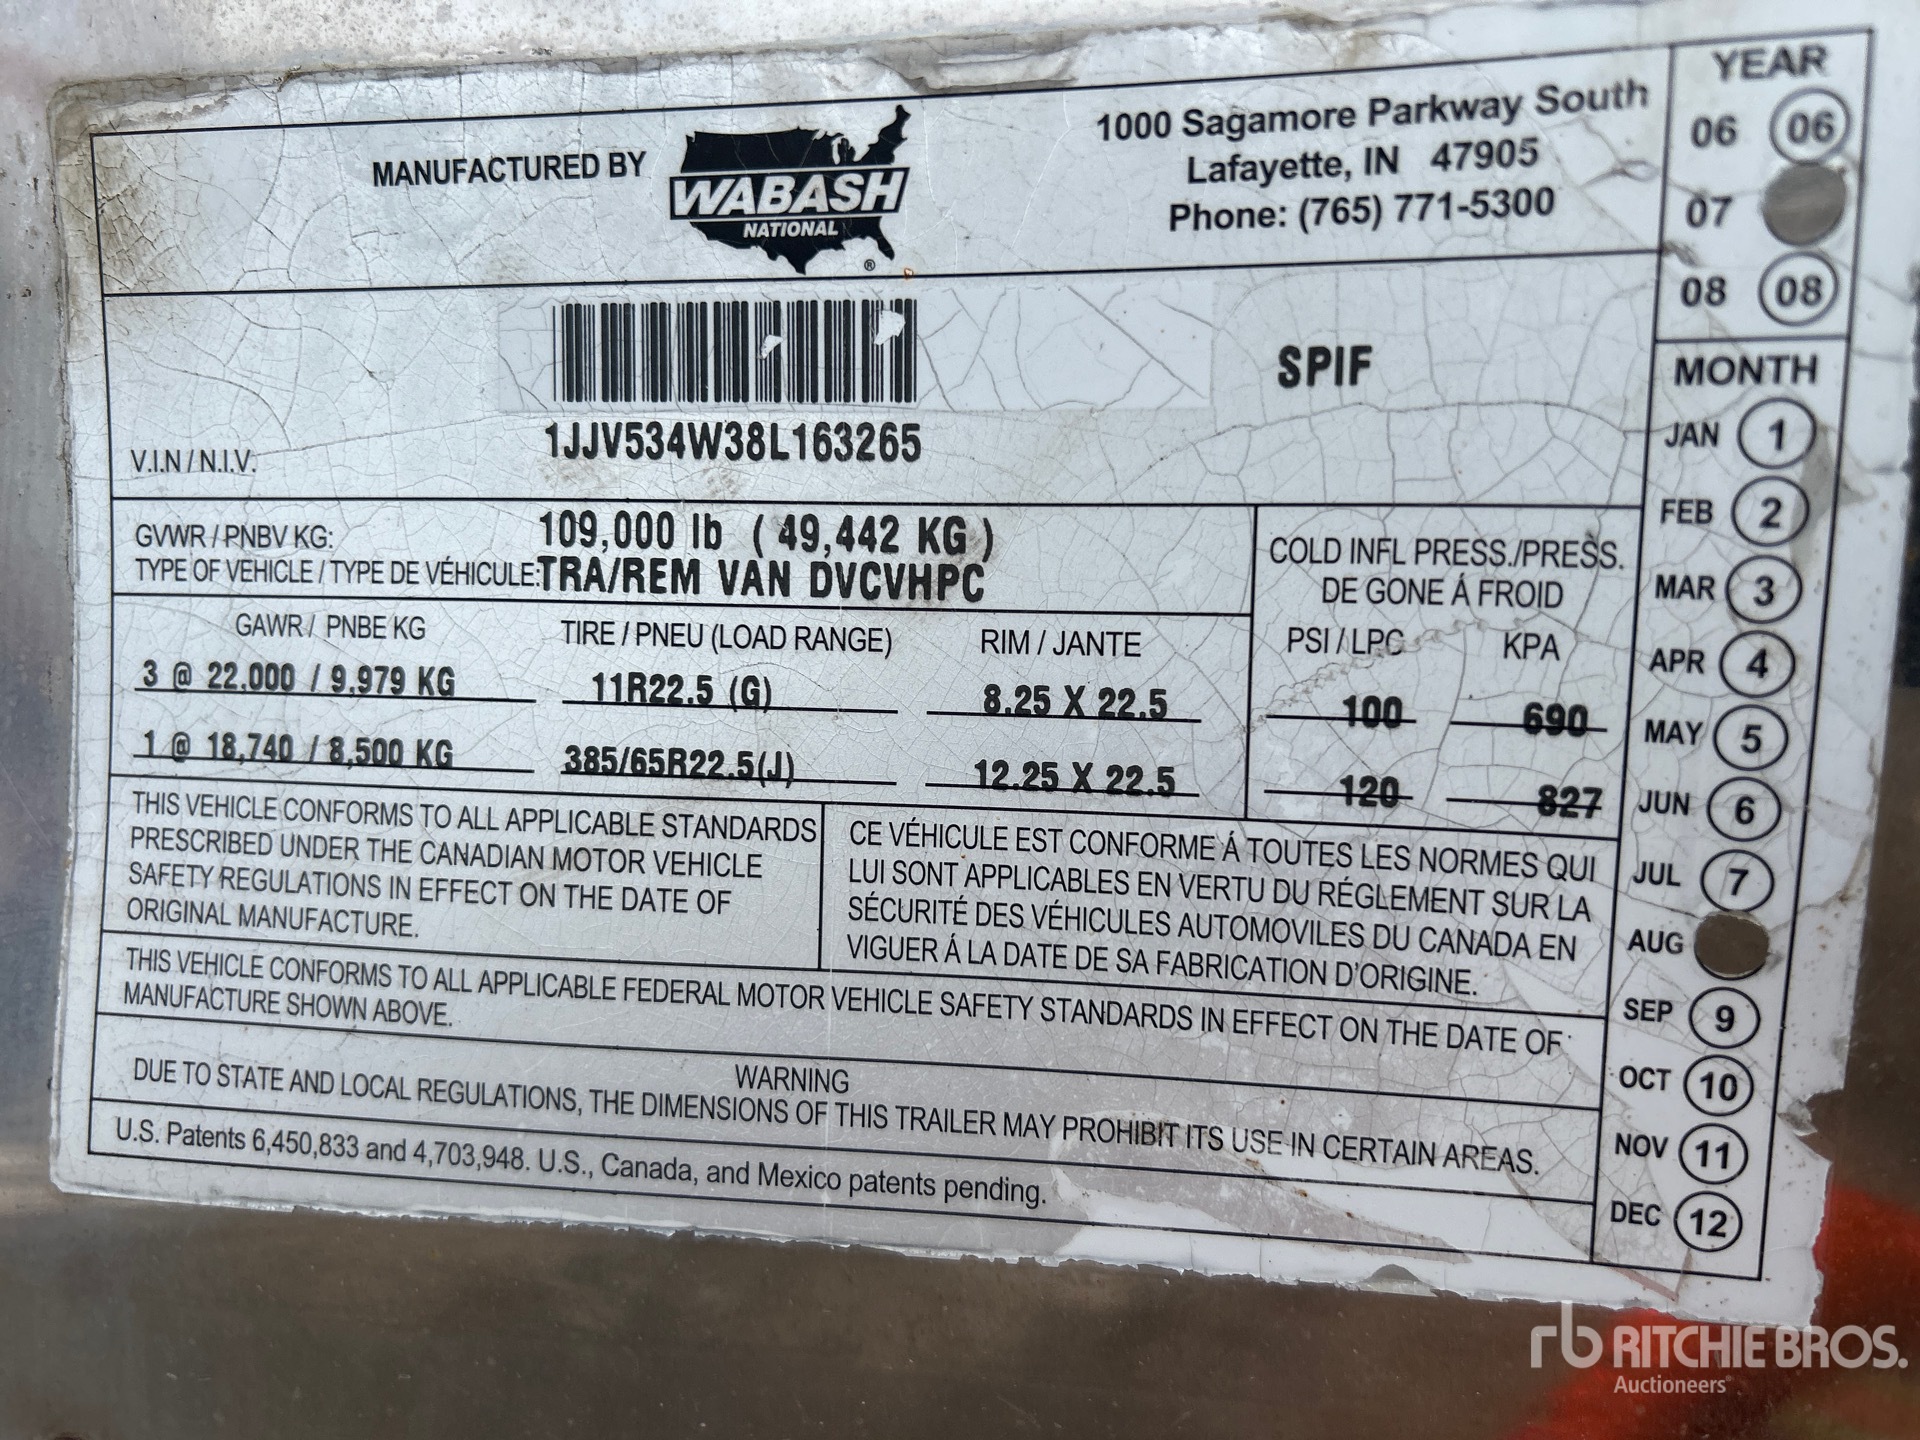 MANUFACTURED BY
WABASH
NATIONAL
®
1000 Sagamore Parkway South
Lafayette, IN 47905
Phone: (765) 771-5300
YEAR
06 06
07
08 08
SPIF
V.I.N / N.I.V. 1JJV534W38L163265
GVWR / PNBV KG: 109,000 lb ( 49,442 KG )
TYPE OF VEHICLE / TYPE DE VÉHICULE: TRA/REM VAN DVCVHPC
COLD INFL PRESS./PRESS.
DE GONE Á FROID
GAWR / PNBE KG TIRE / PNEU (LOAD RANGE) RIM / JANTE PSI / LPC KPA
3 @ 22,000 / 9,979 KG 11R22.5 (G) 8.25 X 22.5 100 690
1 @ 18,740 / 8,500 KG 385/65R22.5(J) 12.25 X 22.5 120 827
THIS VEHICLE CONFORMS TO ALL APPLICABLE STANDARDS
PRESCRIBED UNDER THE CANADIAN MOTOR VEHICLE
SAFETY REGULATIONS IN EFFECT ON THE DATE OF
ORIGINAL MANUFACTURE.
CE VÉHICULE EST CONFORME Á TOUTES LES NORMES QUI
LUI SONT APPLICABLES EN VERTU DU RÉGLEMENT SUR LA
SÉCURITÉ DES VÉHICULES AUTOMOVILES DU CANADA EN
VIGUER Á LA DATE DE SA FABRICATION D'ORIGINE.
THIS VEHICLE CONFORMS TO ALL APPLICABLE FEDERAL MOTOR VEHICLE SAFETY STANDARDS IN EFFECT ON THE DATE OF
MANUFACTURE SHOWN ABOVE.
WARNING
DUE TO STATE AND LOCAL REGULATIONS, THE DIMENSIONS OF THIS TRAILER MAY PROHIBIT ITS USE IN CERTAIN AREAS.
U.S. Patents 6,450,833 and 4,703,948. U.S., Canada, and Mexico patents pending.
MONTH
JAN 1
FEB 2
MAR 3
APR 4
MAY 5
JUN 6
JUL 7
AUG
SEP 9
OCT 10
NOV 11
DEC 12
rb RITCHIE BROS.
Auctioneers